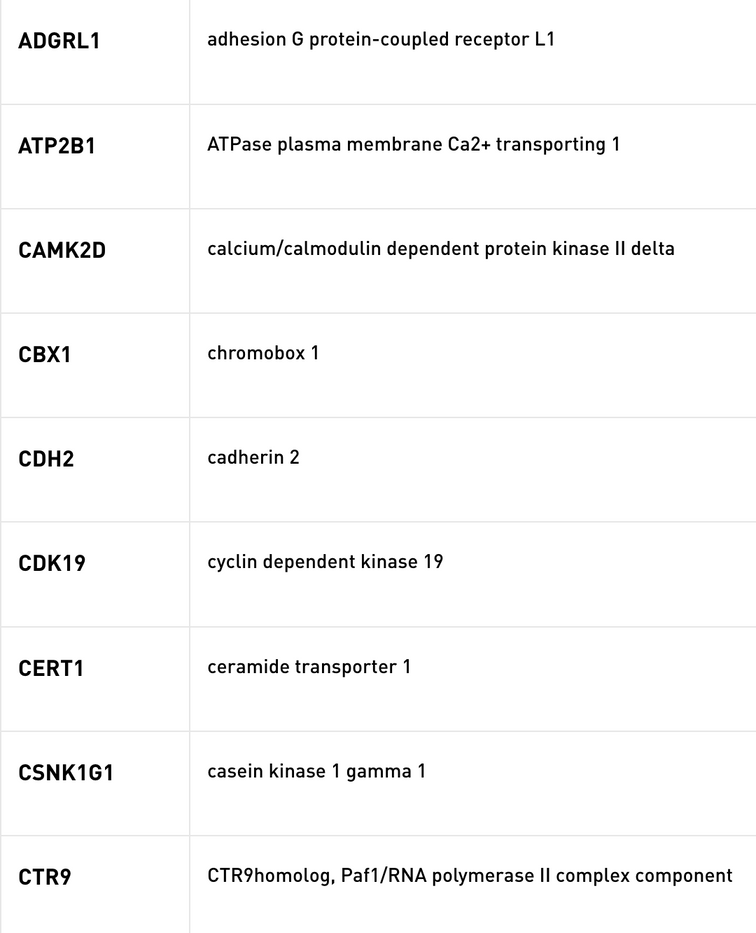 ADGRL1 adhesion G protein-coupled receptor L1
ATP2B1 ATPase plasma membrane Ca2+ transporting 1
CAMK2D calcium/calmodulin dependent protein kinase II delta
CBX1 chromobox 1
CDH2 cadherin 2
CDK19 cyclin dependent kinase 19
CERT1 ceramide transporter 1
CSNK1G1 casein kinase 1 gamma 1
CTR9 CTR9homolog, Paf1/RNA polymerase II complex component